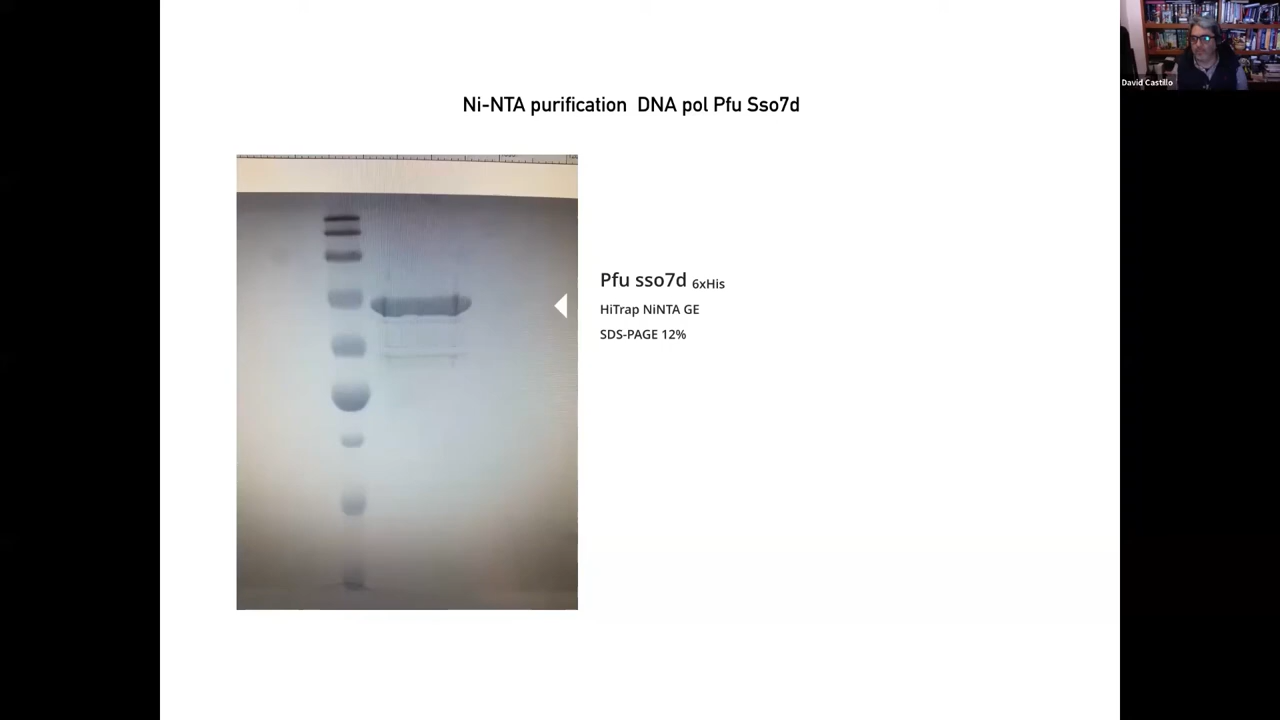 David Castillo
Ni-NTA purification DNA pol Pfu Sso7d
Pfu sso7d 6xHis
HiTrap NiNTA GE
SDS-PAGE 12%